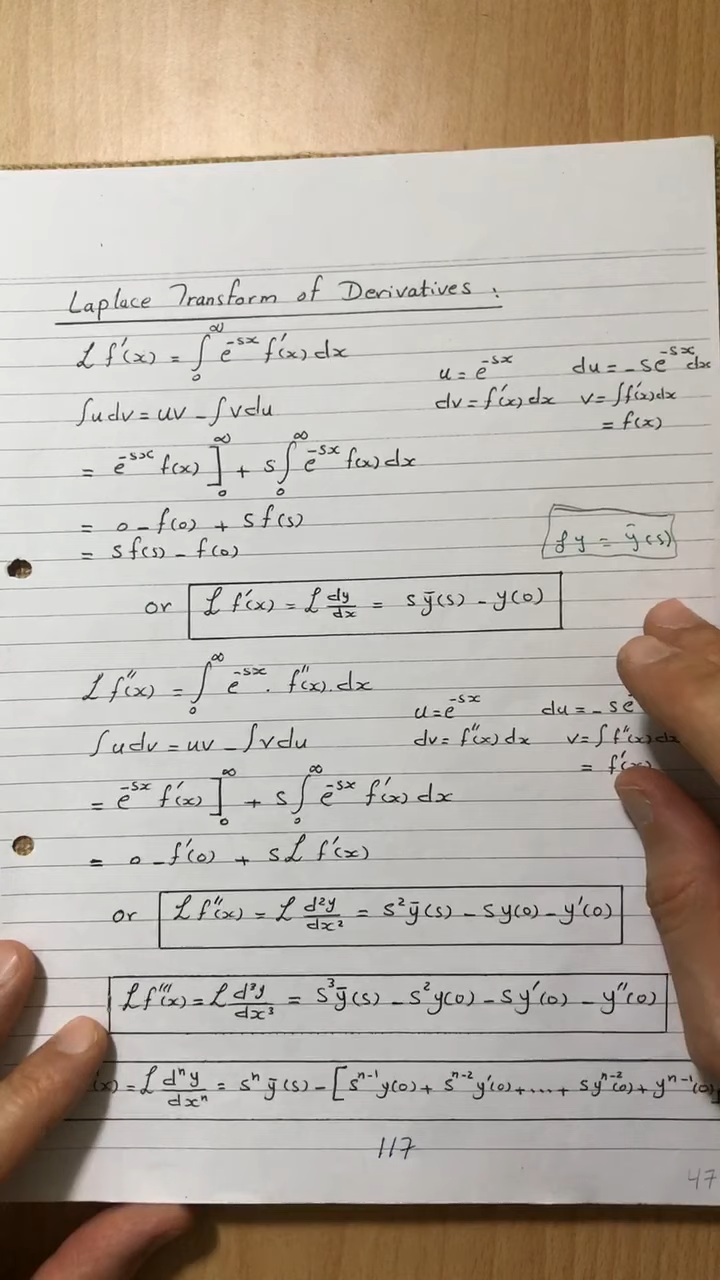 Laplace Transform of Derivatives :
ℒ f'(x) = ∫₀^∞ e^{-sx} f'(x) dx
u = e^{-sx} du = -s e^{-sx} dx
∫u dv = uv - ∫v du
dv = f'(x) dx v = ∫f'(x) dx
= f(x)
= e^{-sx} f(x) ]₀^∞ + s ∫₀^∞ e^{-sx} f(x) dx
= 0 - f(0) + s f(s)
= s f(s) - f(0)
ℒ y = ȳ(s)
or ℒ f'(x) = ℒ dy/dx = s ȳ(s) - y(0)
ℒ f''(x) = ∫₀^∞ e^{-sx} . f''(x). dx
u = e^{-sx} du = -s e
∫u dv = uv - ∫v du
dv = f''(x) dx v = ∫f''(x) dx
= f'(x)
= e^{-sx} f'(x) ]₀^∞ + s ∫₀^∞ e^{-sx} f'(x) dx
= 0 - f'(0) + s ℒ f'(x)
or ℒ f''(x) = ℒ d²y/dx² = s² ȳ(s) - s y(0) - y'(0)
ℒ f'''(x) = ℒ d³y/dx³ = s³ ȳ(s) - s² y(0) - s y'(0) - y''(0)
(x) = ℒ dⁿy/dxⁿ = sⁿ ȳ(s) - [s^{n-1} y(0) + s^{n-2} y'(0) + .... + s y^{n-2}(0) + y^{n-1}(0)]
117
47